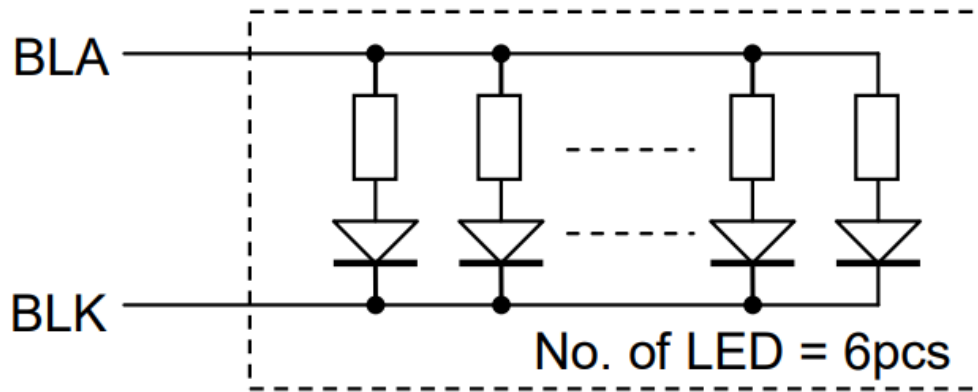 BLA
BLK
No. of LED = 6pcs